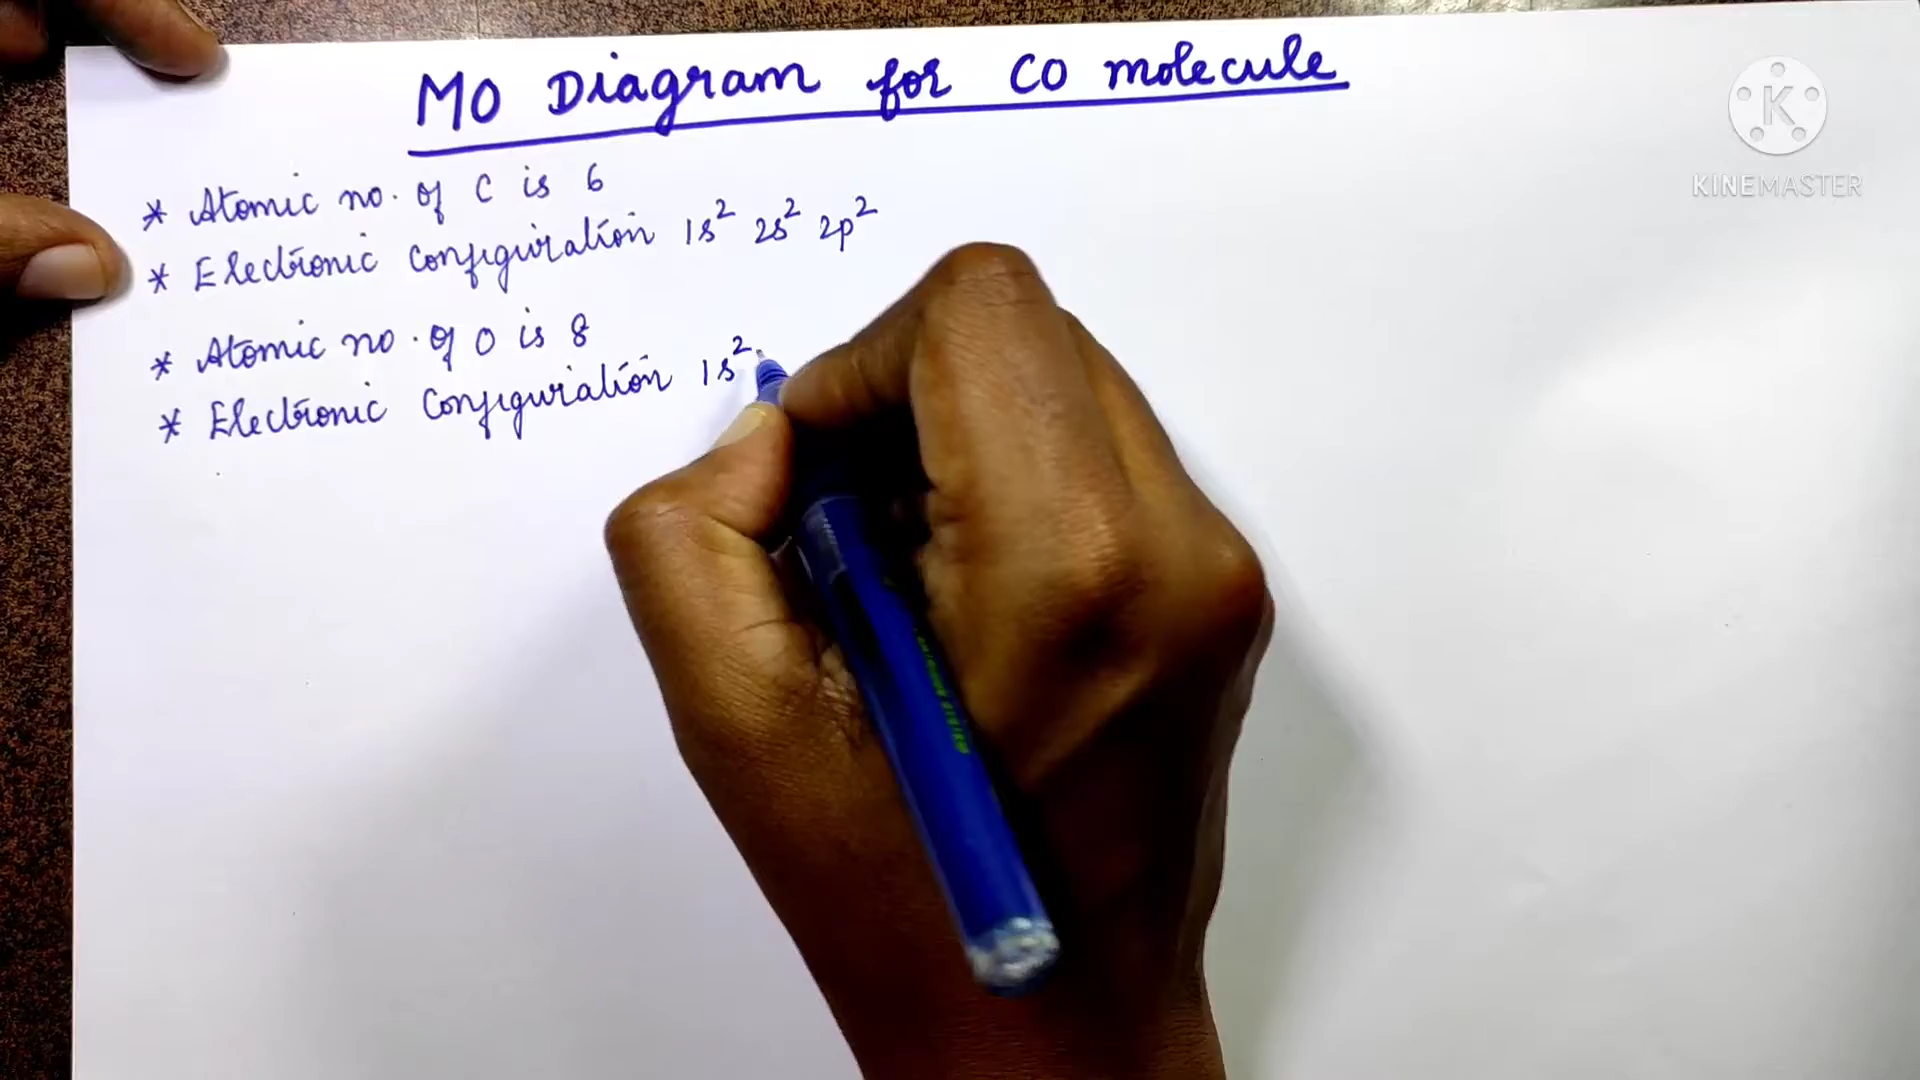 MO Diagram for CO molecule
* Atomic no. of C is 6
* Electronic configuration 1s² 2s² 2p²
* Atomic no. of O is 8
* Electronic configuration 1s²
K
KINEMASTER